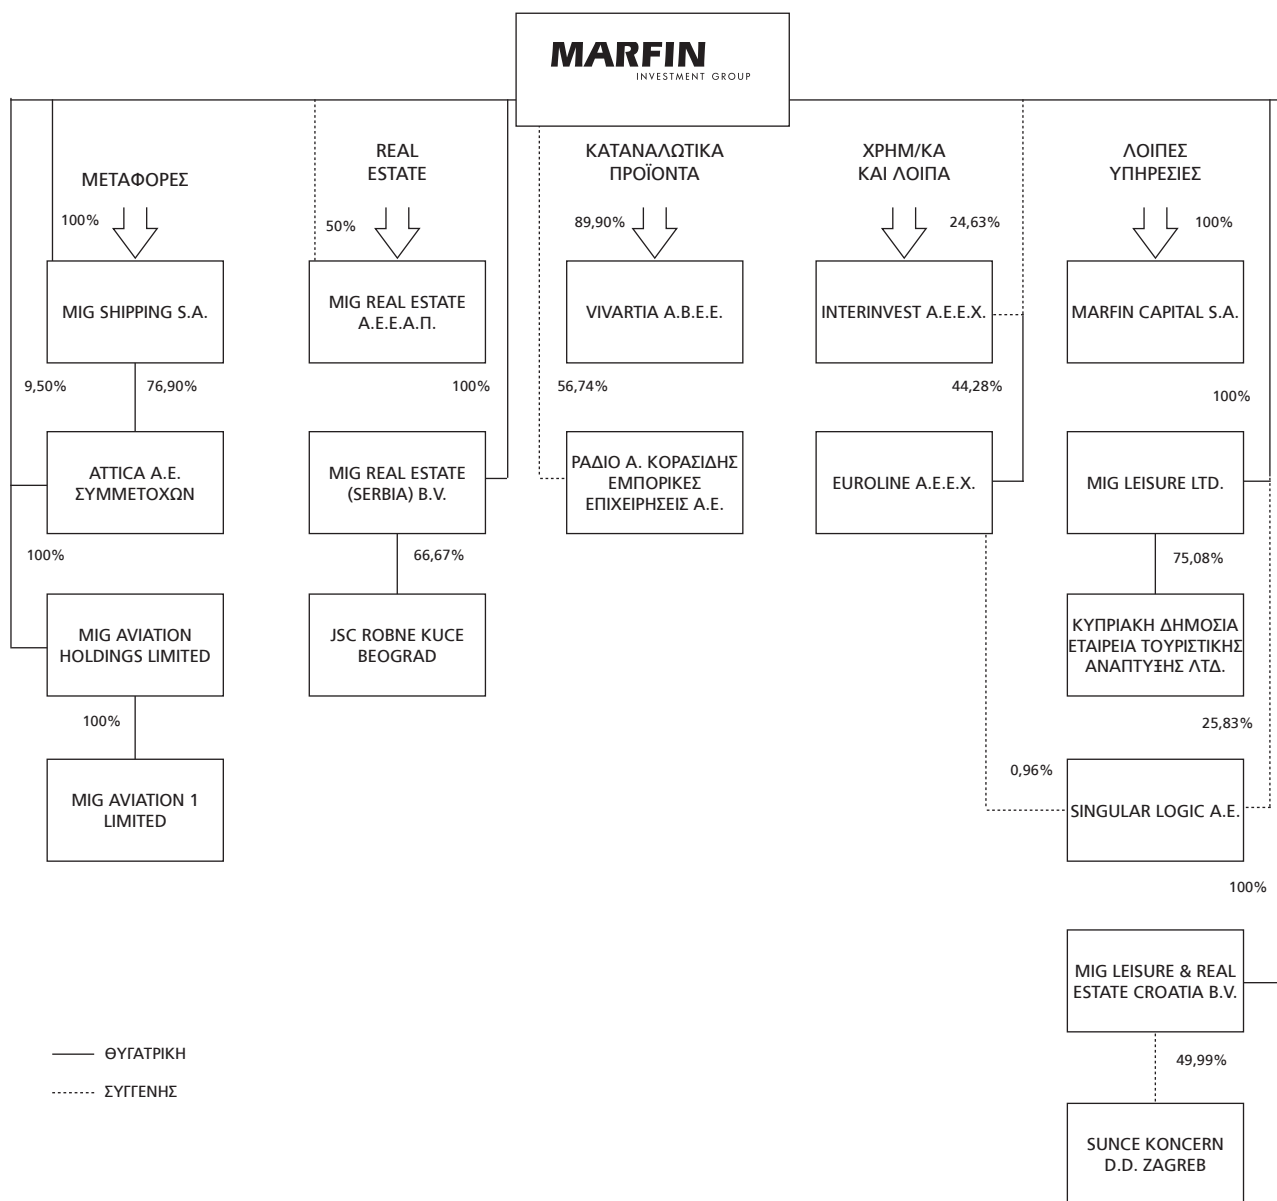 MARFIN
INVESTMENT GROUP
ΜΕΤΑΦΟΡΕΣ
100%
MIG SHIPPING S.A.
9,50%
76,90%
ATTICA A.E.
ΣΥΜΜΕΤΟΧΩΝ
100%
MIG AVIATION
HOLDINGS LIMITED
100%
MIG AVIATION 1
LIMITED
REAL
ESTATE
50%
MIG REAL ESTATE
Α.Ε.Ε.Α.Π.
100%
MIG REAL ESTATE
(SERBIA) B.V.
66,67%
JSC ROBNE KUCE
BEOGRAD
ΚΑΤΑΝΑΛΩΤΙΚΑ
ΠΡΟΪΟΝΤΑ
89,90%
VIVARTIA Α.Β.Ε.Ε.
56,74%
ΡΑΔΙΟ Α. ΚΟΡΑΣΙΔΗΣ
ΕΜΠΟΡΙΚΕΣ
ΕΠΙΧΕΙΡΗΣΕΙΣ Α.Ε.
ΧΡΗΜ/ΚΑ
ΚΑΙ ΛΟΙΠΑ
24,63%
INTERINVEST Α.Ε.Ε.Χ.
44,28%
EUROLINE Α.Ε.Ε.Χ.
ΛΟΙΠΕΣ
ΥΠΗΡΕΣΙΕΣ
100%
MARFIN CAPITAL S.A.
100%
MIG LEISURE LTD.
75,08%
ΚΥΠΡΙΑΚΗ ΔΗΜΟΣΙΑ
ΕΤΑΙΡΕΙΑ ΤΟΥΡΙΣΤΙΚΗΣ
ΑΝΑΠΤΥΞΗΣ ΛΤΔ.
25,83%
0,96%
SINGULAR LOGIC A.E.
100%
MIG LEISURE & REAL
ESTATE CROATIA B.V.
49,99%
SUNCE KONCERN
D.D. ZAGREB
ΘΥΓΑΤΡΙΚΗ
ΣΥΓΓΕΝΗΣ